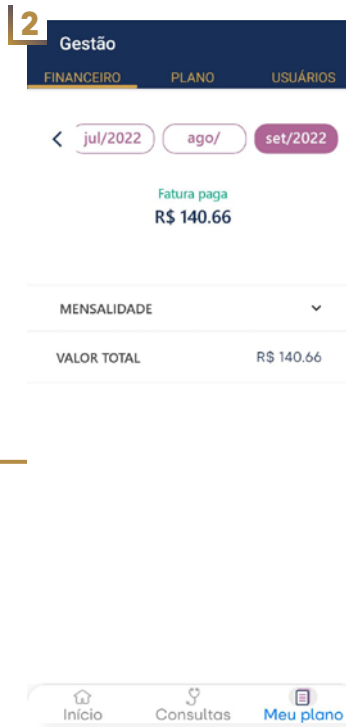 2
Gestão
FINANCEIRO PLANO USUÁRIOS
jul/2022 ago/ set/2022
Fatura paga
R$ 140.66
MENSALIDADE
VALOR TOTAL R$ 140.66
Início Consultas Meu plano